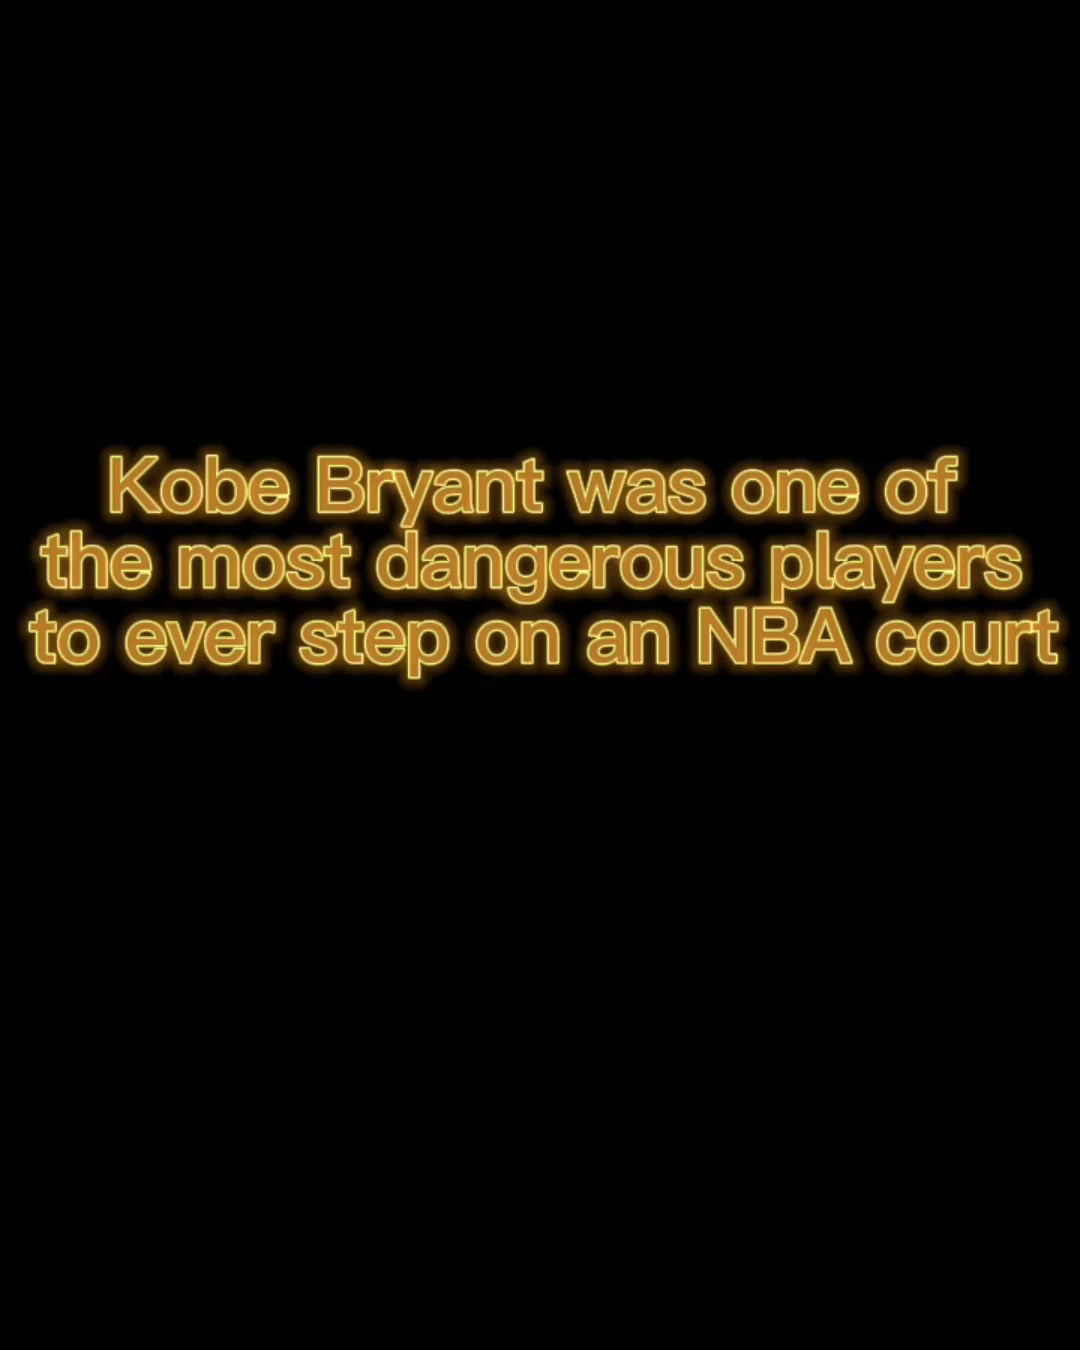 Kobe Bryant was one of
the most dangerous players
to ever step on an NBA court